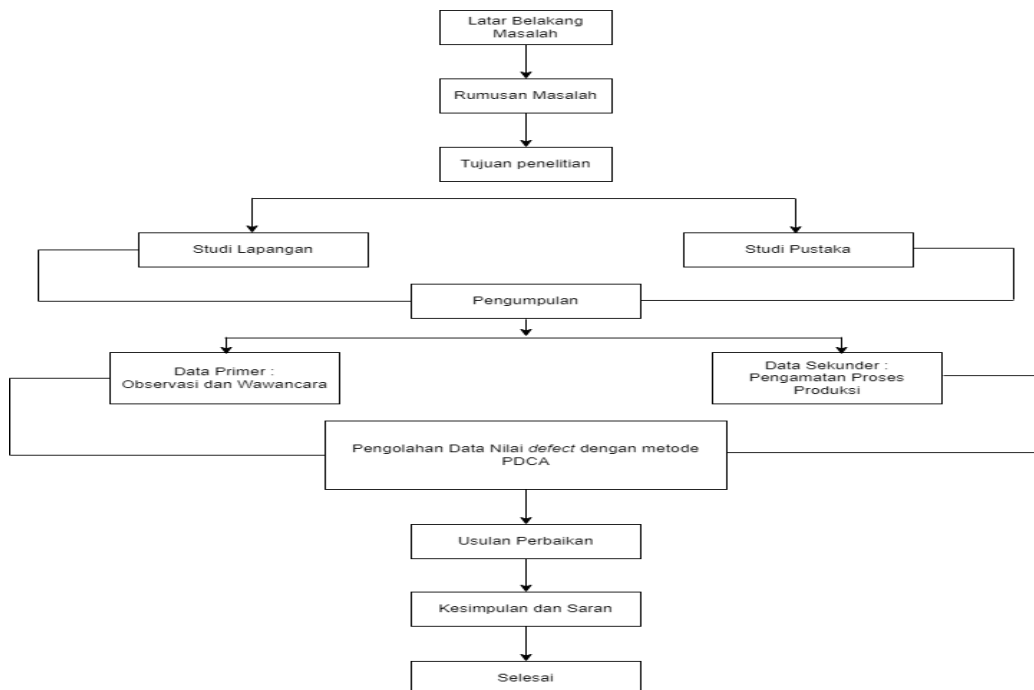 Latar Belakang
Masalah
Rumusan Masalah
Tujuan penelitian
Studi Lapangan
Studi Pustaka
Pengumpulan
Data Primer :
Observasi dan Wawancara
Data Sekunder :
Pengamatan Proses
Produksi
Pengolahan Data Nilai defect dengan metode
PDCA
Usulan Perbaikan
Kesimpulan dan Saran
Selesai